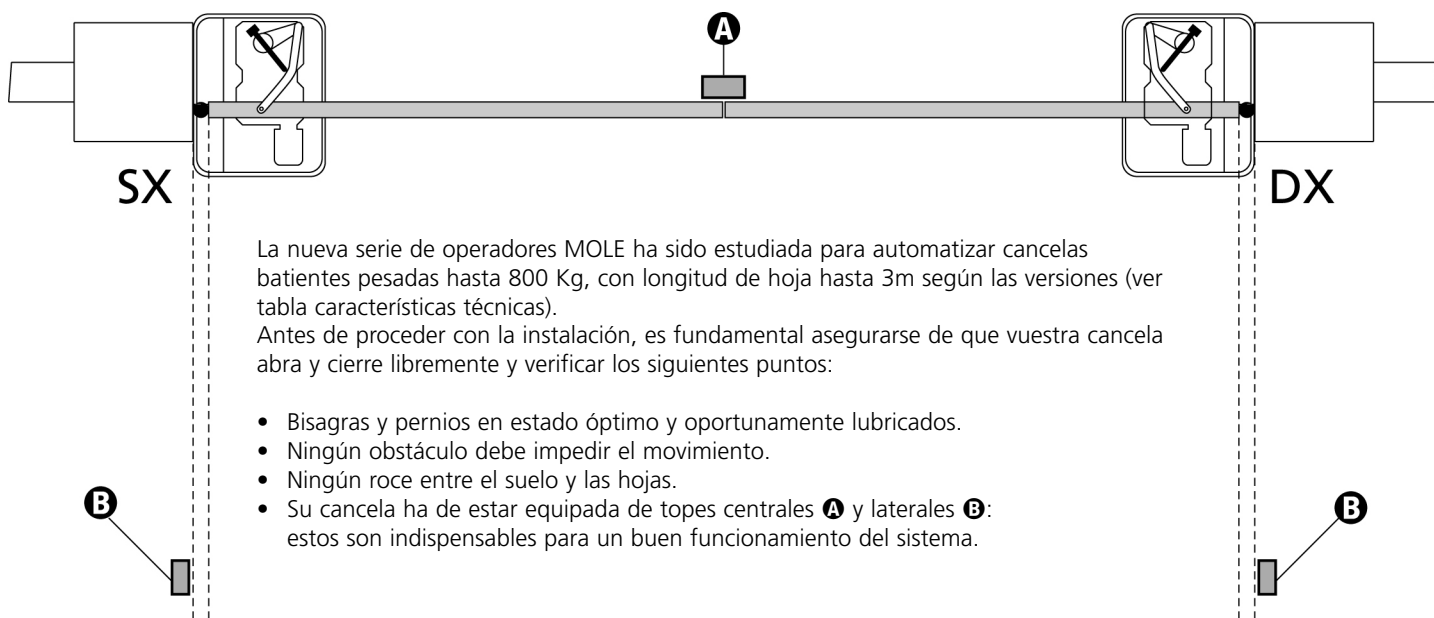 A
SX
DX
La nueva serie de operadores MOLE ha sido estudiada para automatizar cancelas
batientes pesadas hasta 800 Kg, con longitud de hoja hasta 3m según las versiones (ver
tabla características técnicas).
Antes de proceder con la instalación, es fundamental asegurarse de que vuestra cancela
abra y cierre libremente y verificar los siguientes puntos:
• Bisagras y pernios en estado óptimo y oportunamente lubricados.
• Ningún obstáculo debe impedir el movimiento.
• Ningún roce entre el suelo y las hojas.
• Su cancela ha de estar equipada de topes centrales A y laterales B:
estos son indispensables para un buen funcionamiento del sistema.
B
B